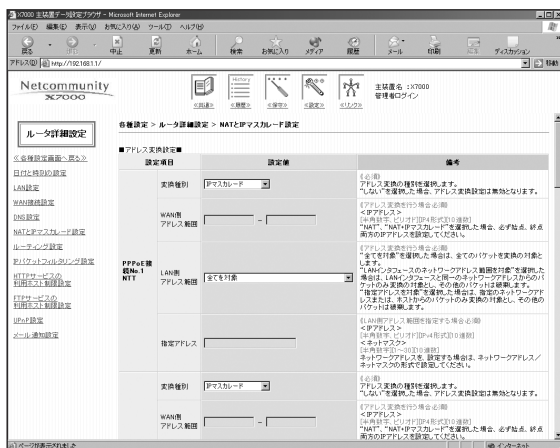 X7000 主装置データ設定ブラウザ - Microsoft Internet Explorer
ファイル(F) 編集(E) 表示(V) お気に入り(A) ツール(T) ヘルプ(H)
戻る 中止 更新 ホーム 検索 お気に入り メディア 履歴 メール 印刷 ディスカッション
アドレス(D) http://192.168.1.1/ 移動
Netcommunity
X7000
History
≪共通≫ ≪履歴≫ ≪保守≫ ≪設定≫ ≪リンク≫
主装置名 :X7000
管理者ログイン
ルータ詳細設定
≪各種設定画面へ戻る≫
日付と時刻の設定
LAN設定
WAN接続設定
DNS設定
NATとIPマスカレード設定
ルーティング設定
IPパケットフィルタリング設定
HTTPサービスの
利用ホスト制限設定
FTPサービスの
利用ホスト制限設定
UPnP設定
メール通知設定
各種設定 > ルータ詳細設定 > NATとIPマスカレード設定
■アドレス変換設定■
設定項目 設定値 備考
PPPoE接
続No.1
NTT
変換種別 IPマスカレード
(必須)
アドレス変換の種別を選択します。
"しない"を選択した場合、アドレス変換設定は無効となります。
WAN側
アドレス範囲 -
(アドレス変換を行う場合必須)
<IPアドレス>
[半角数字、ピリオド][IP4形式][10進数]
"NAT"、"NAT+IPマスカレード"を選択した場合、必ず始点、終点
両方のIPアドレスを設定してください。
LAN側
アドレス範囲 全てを対象
(アドレス変換を行う場合必須)
"全てを対象"を選択した場合は、全てのパケットを変換の対象と
します。
"LANインタフェースのネットワークアドレス範囲を対象"を選択した
場合は、LANインタフェースと同一のネットワークアドレスからのパ
ケットのみ変換の対象とし、その他のパケットは破棄します。
"指定アドレスを対象"を選択した場合は、指定のネットワークアド
レスまたは、ホストからのパケットのみ変換の対象とし、その他の
パケットは破棄します。
指定アドレス
(LAN側アドレス範囲を指定する場合必須)
<IPアドレス>
[半角数字、ピリオド][IPv4形式][10進数]
<ネットマスク>
[半角数字][1～30][10進数]
ネットワークアドレスを、設定する場合は、ネットワークアドレス／
ネットマスクの形式で設定してください。
変換種別 IPマスカレード
(必須)
アドレス変換の種別を選択します。
"しない"を選択した場合、アドレス変換設定は無効となります。
WAN側
アドレス範囲 -
(アドレス変換を行う場合必須)
<IPアドレス>
[半角数字、ピリオド][IP4形式][10進数]
"NAT"、"NAT+IPマスカレード"を選択した場合、必ず始点、終点
両方のIPアドレスを設定してください。
ページが表示されました インターネット